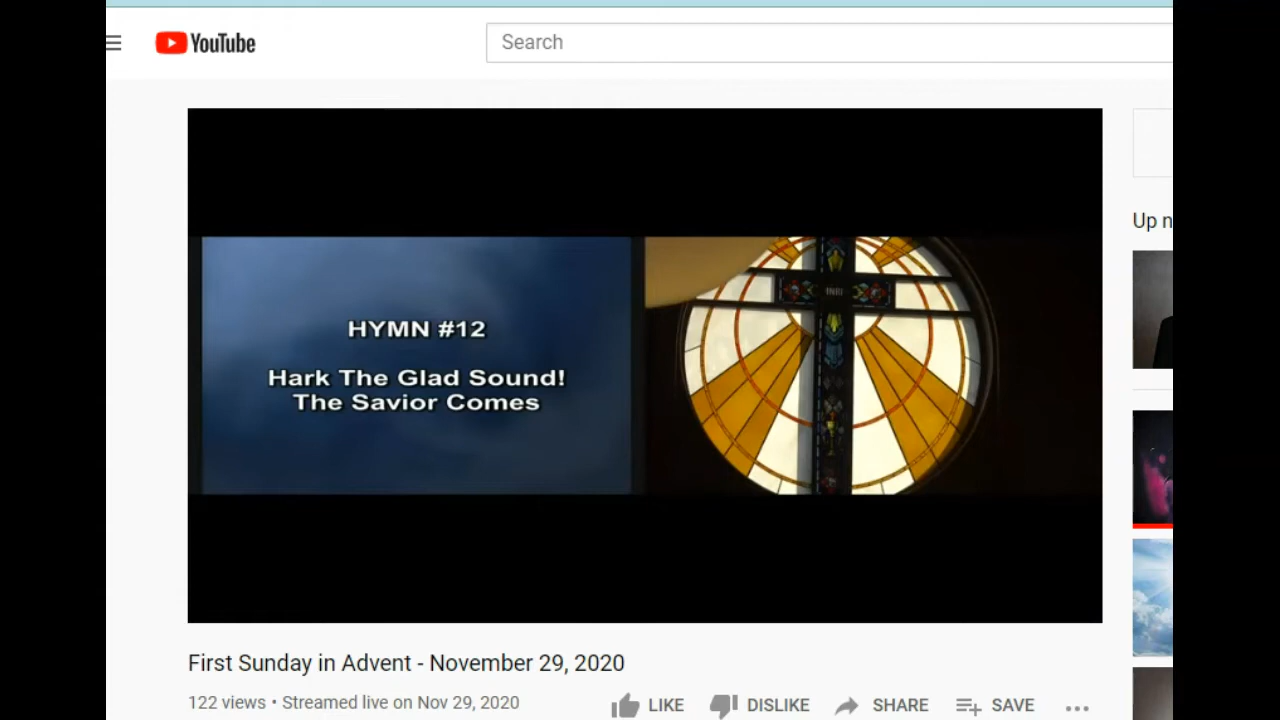 YouTube
Search
INRI
HYMN #12
Hark The Glad Sound!
The Savior Comes
Up n
First Sunday in Advent - November 29, 2020
122 views • Streamed live on Nov 29, 2020
LIKE
DISLIKE
SHARE
SAVE